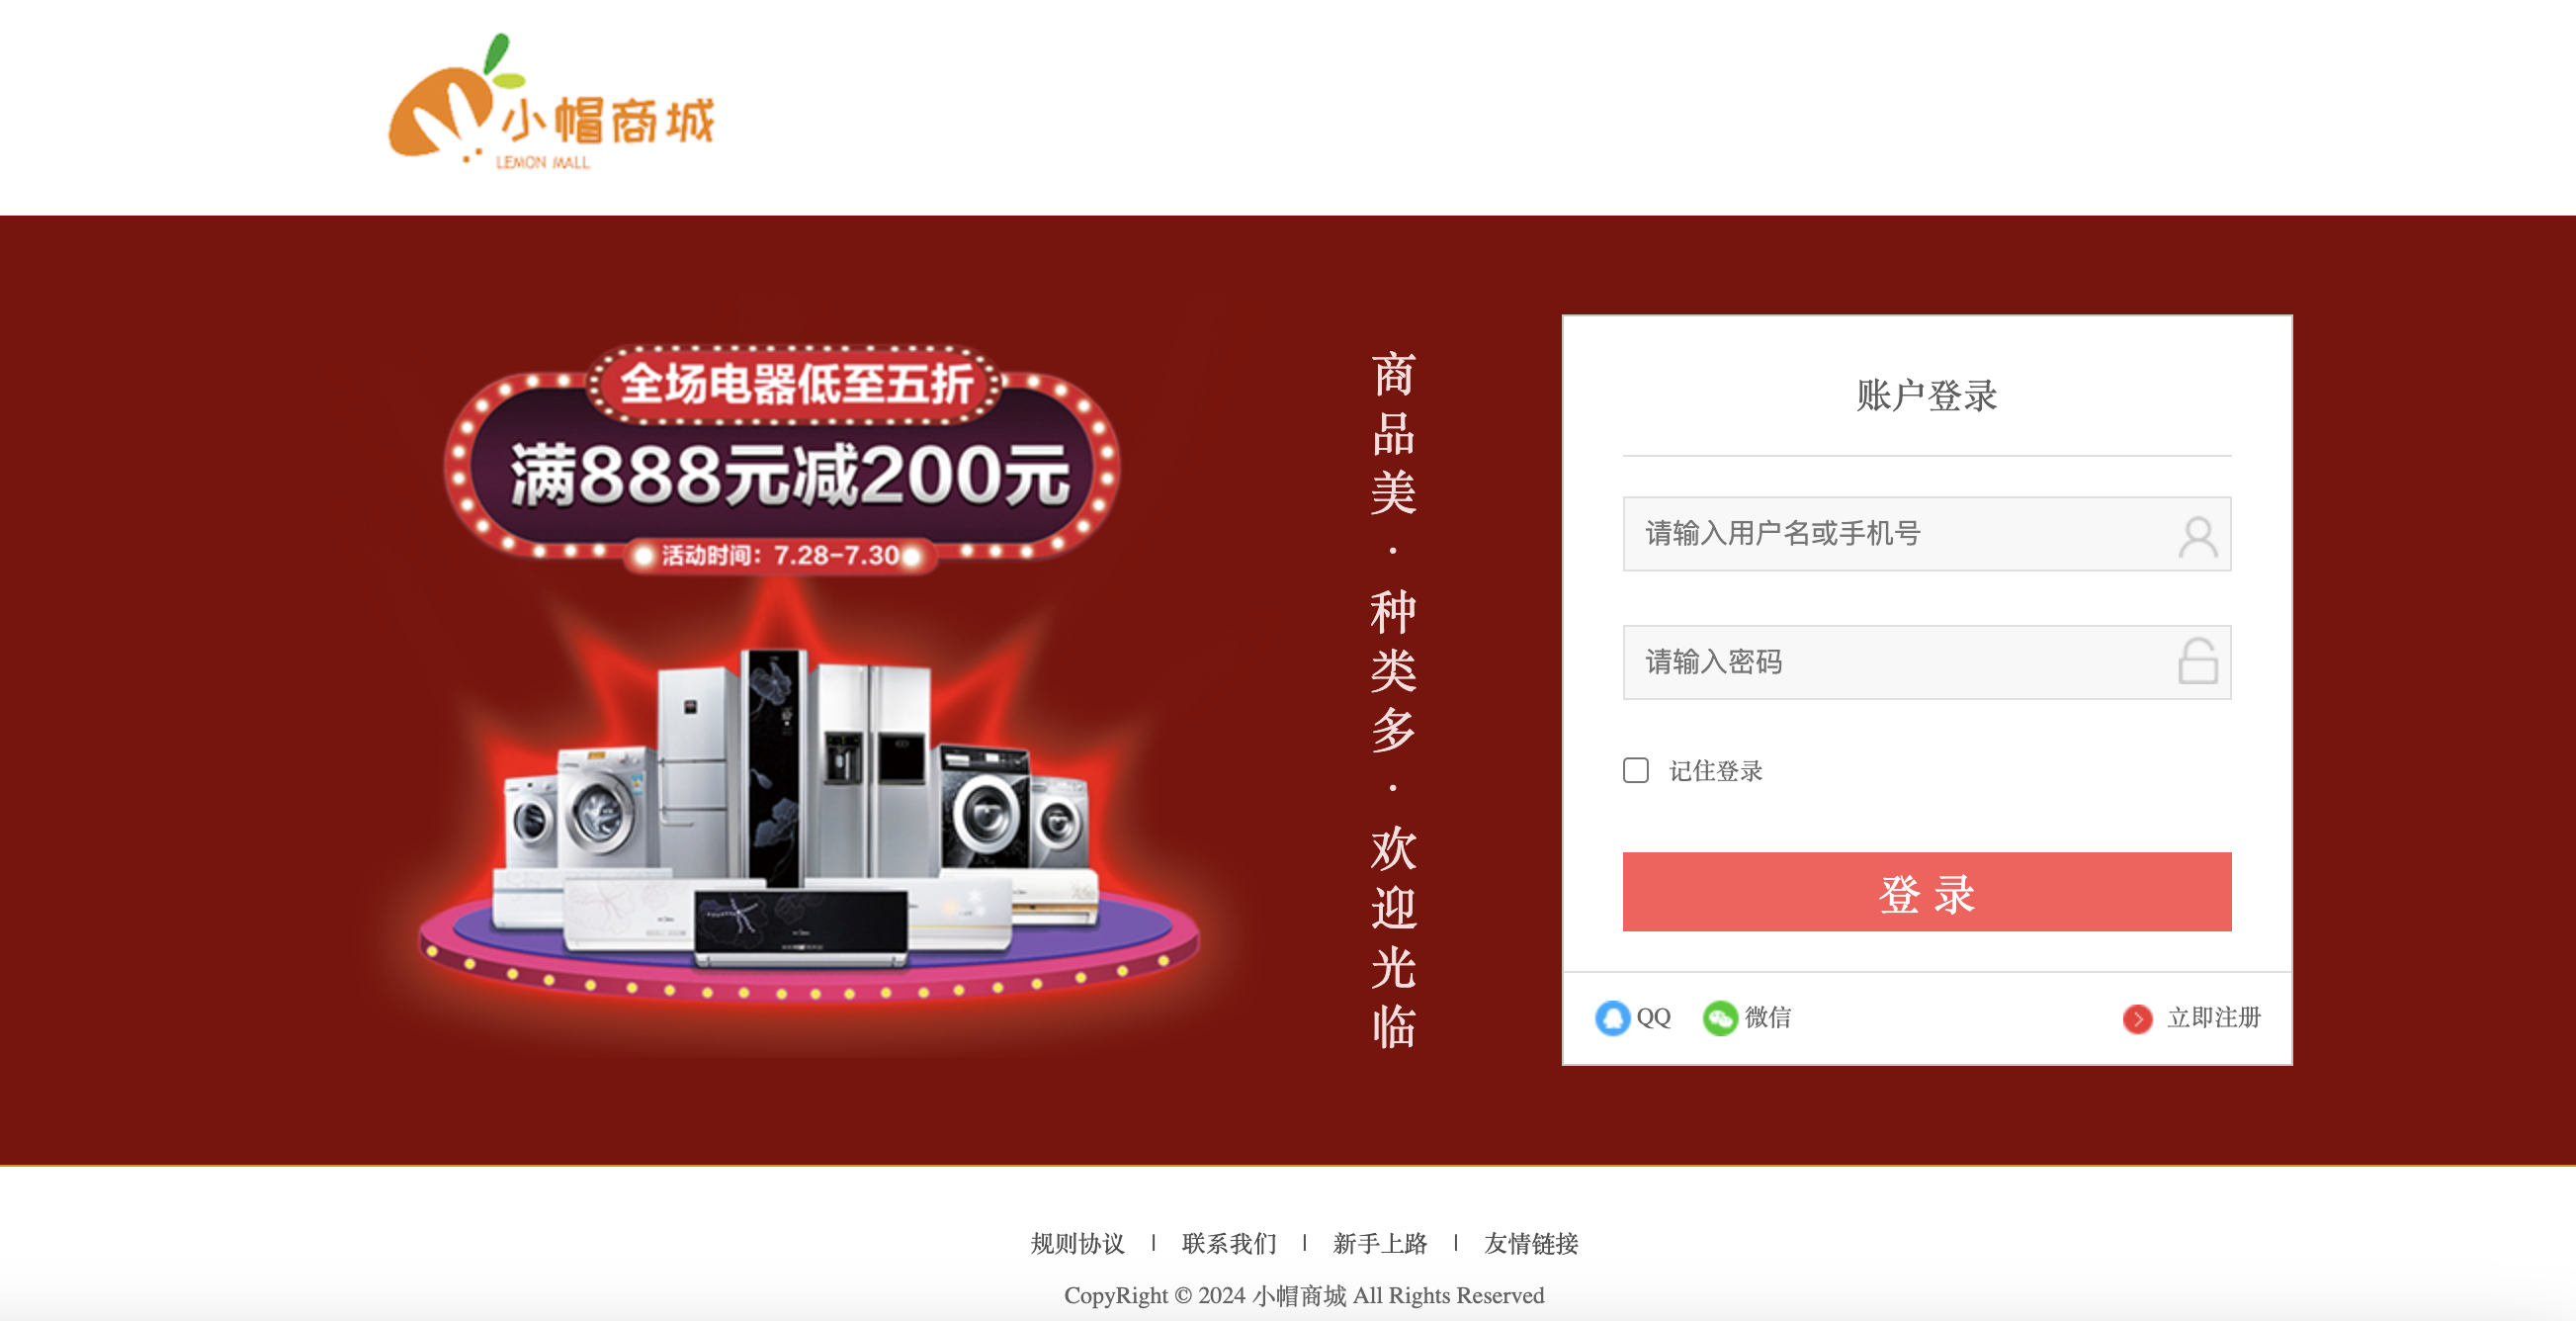 小帽商城
LEMON MALL
全场电器低至五折
满888元减200元
活动时间：7.28-7.30
商品美·种类多·欢迎光临
账户登录
请输入用户名或手机号
请输入密码
记住登录
登 录
QQ 微信 立即注册
规则协议 | 联系我们 | 新手上路 | 友情链接
CopyRight © 2024 小帽商城 All Rights Reserved